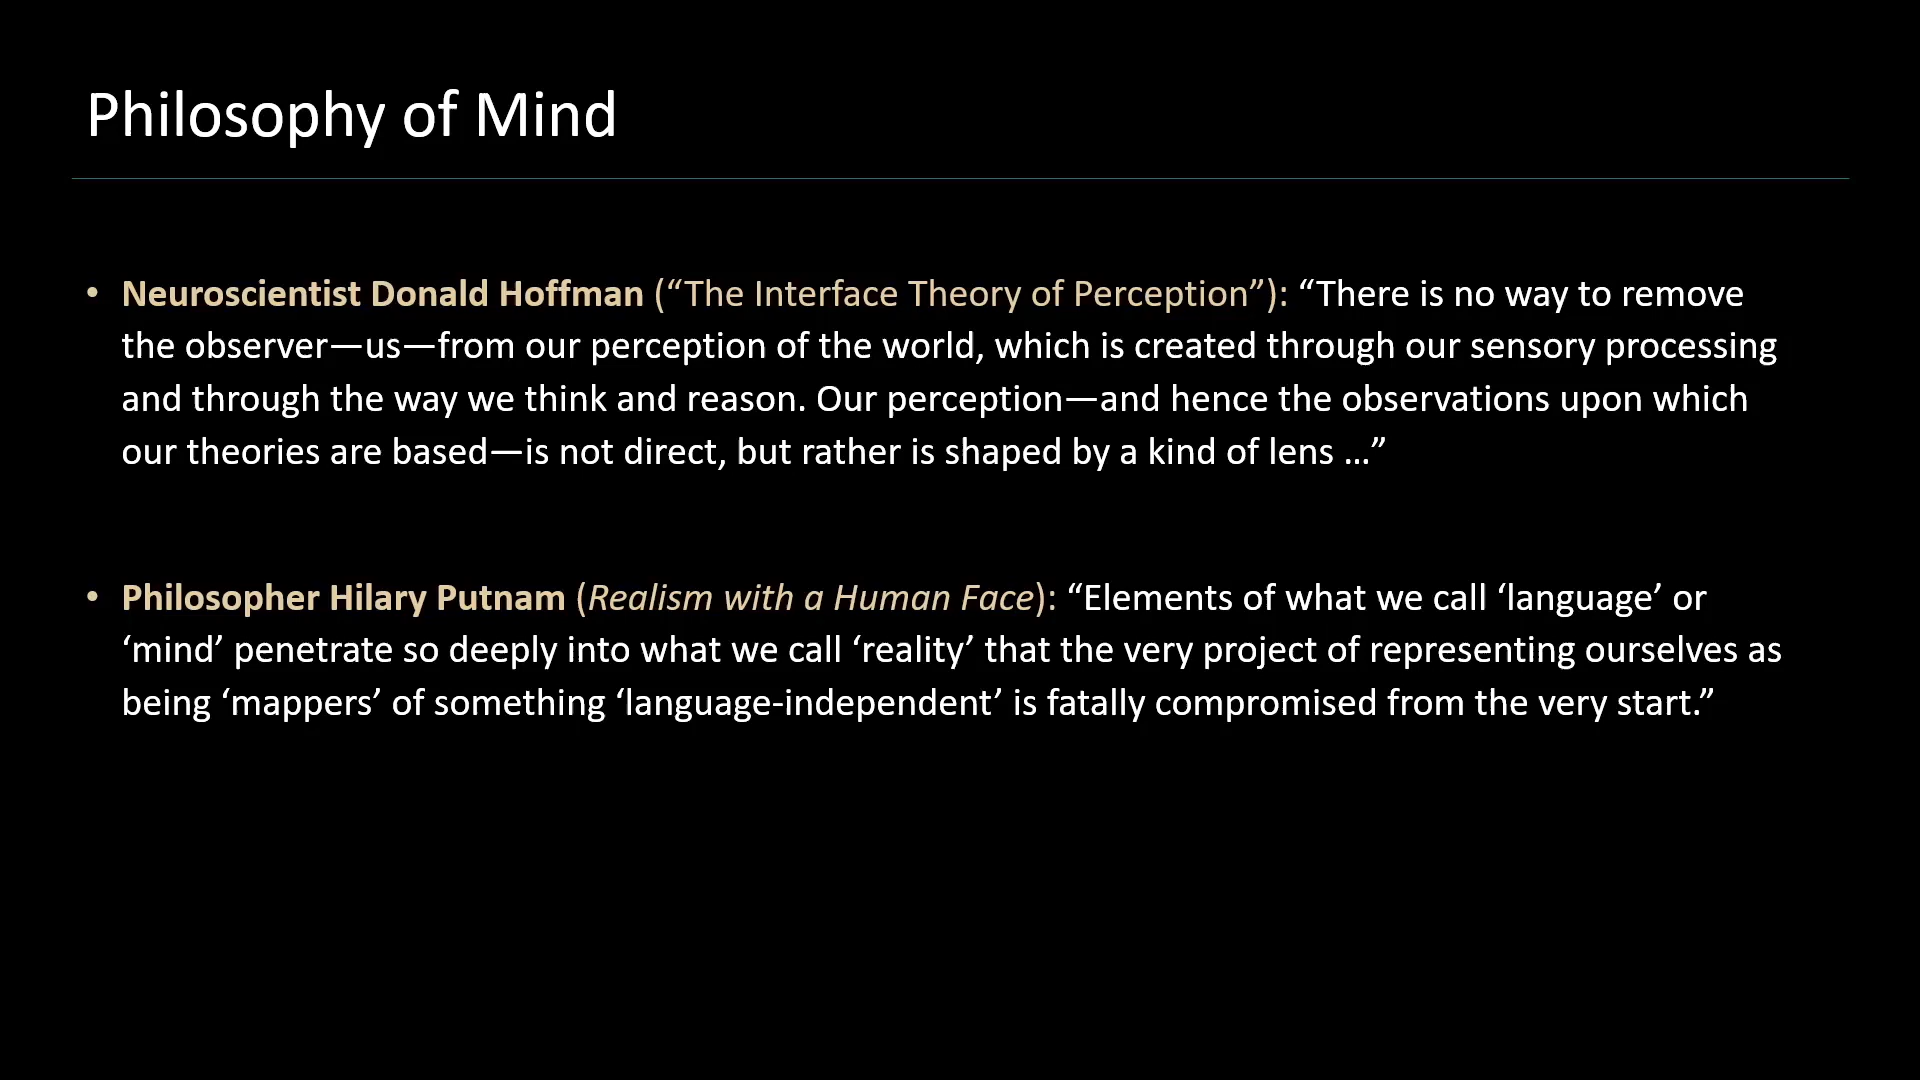 Philosophy of Mind
• Neuroscientist Donald Hoffman (“The Interface Theory of Perception”): “There is no way to remove
the observer—us—from our perception of the world, which is created through our sensory processing
and through the way we think and reason. Our perception—and hence the observations upon which
our theories are based—is not direct, but rather is shaped by a kind of lens ...”
• Philosopher Hilary Putnam (Realism with a Human Face): “Elements of what we call ‘language’ or
‘mind’ penetrate so deeply into what we call ‘reality’ that the very project of representing ourselves as
being ‘mappers’ of something ‘language-independent’ is fatally compromised from the very start.”